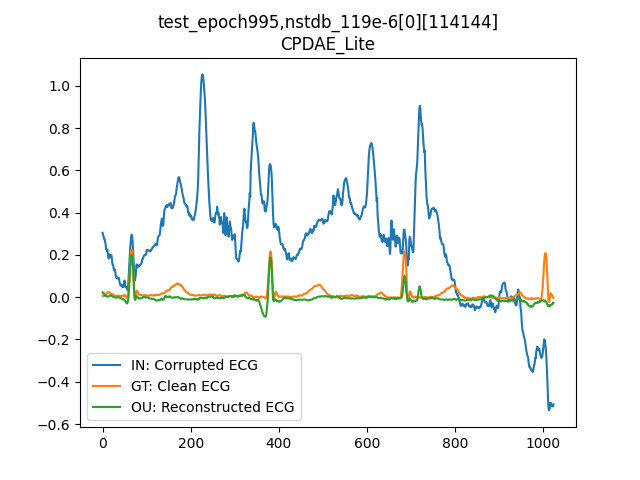 test_epoch995,nstdb_119e-6[0][114144]
CPDAE_Lite
1.0
0.8
0.6
0.4
0.2
0.0
−0.2
−0.4
−0.6
IN: Corrupted ECG
GT: Clean ECG
OU: Reconstructed ECG
0 200 400 600 800 1000